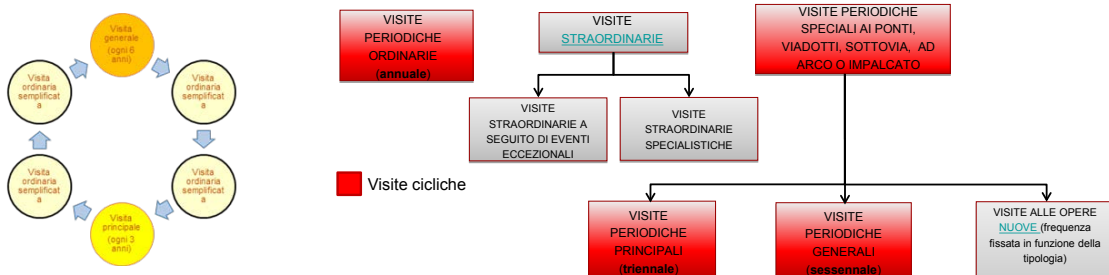 Visita
generale
(ogni 6
anni)
Visita
ordinaria
semplificat
a
Visita
ordinaria
semplificat
a
Visita
principale
(ogni 3
anni)
Visita
ordinaria
semplificat
a
Visita
ordinaria
semplificat
a
VISITE
PERIODICHE
ORDINARIE
(annuale)
VISITE
STRAORDINARIE
VISITE PERIODICHE
SPECIALI AI PONTI,
VIADOTTI, SOTTOVIA, AD
ARCO O IMPALCATO
VISITE
STRAORDINARIE A
SEGUITO DI EVENTI
ECCEZIONALI
VISITE
STRAORDINARIE
SPECIALISTICHE
Visite cicliche
VISITE
PERIODICHE
PRINCIPALI
(triennale)
VISITE
PERIODICHE
GENERALI
(sessennale)
VISITE ALLE OPERE
NUOVE (frequenza
fissata in funzione della
tipologia)